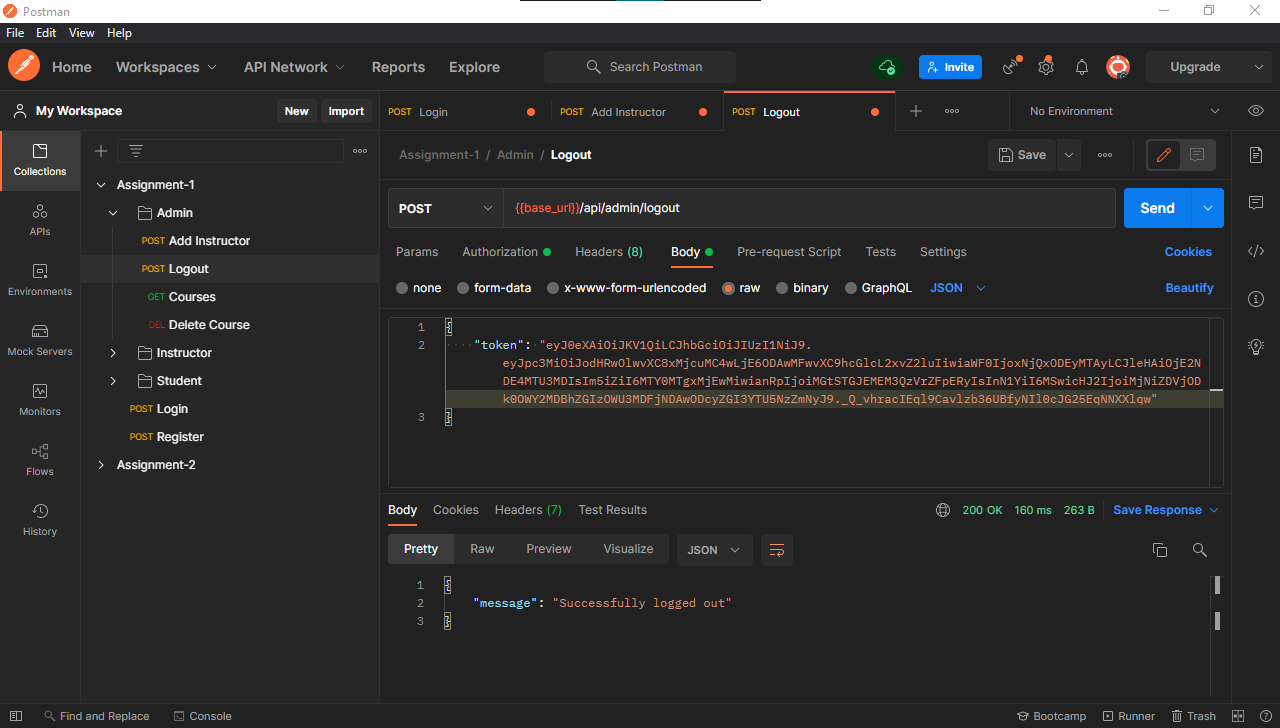 Postman
File Edit View Help
Home Workspaces API Network Reports Explore Search Postman Invite Upgrade
My Workspace New Import
POST Login POST Add Instructor POST Logout No Environment
Collections
APIs
Environments
Mock Servers
Monitors
Flows
History
Assignment-1
Admin
POST Add Instructor
POST Logout
GET Courses
DEL Delete Course
Instructor
Student
POST Login
POST Register
Assignment-2
Assignment-1 / Admin / Logout Save
POST {{base_url}}/api/admin/logout Send
Params Authorization Headers (8) Body Pre-request Script Tests Settings Cookies
none form-data x-www-form-urlencoded raw binary GraphQL JSON Beautify
1 {
2 "token": "eyJ0eXAiOiJKV1QiLCJhbGciOiJIUzI1NiJ9.
eyJpc3MiOiJodHRwOlwvXC8xMjcuMC4wLjE6ODAwMFwvXC9hcGlcL2xvZ2luIiwiaWF0IjoxNjQxODEyMTAyLCJleHAiOjE2N
DE4MTU3MDIsIm5iZiI6MTY0MTgxMjEwMiwianRpIjoiMGtSTGJEMEM3QzVrZFpERyIsInN1YiI6MSwicHJ2IjoiMjNiZDVjOD
k0OWY2MDBhZGIzOWU3MDFjNDAwODcyZGI3YTU5NzZmNyJ9._Q_vhracIEql9Cavlzb36UBfyNIl0cJG25EqNNXXlqw"
3 }
Body Cookies Headers (7) Test Results 200 OK 160 ms 263 B Save Response
Pretty Raw Preview Visualize JSON
1 {
2 "message": "Successfully logged out"
3 }
Find and Replace Console Bootcamp Runner Trash